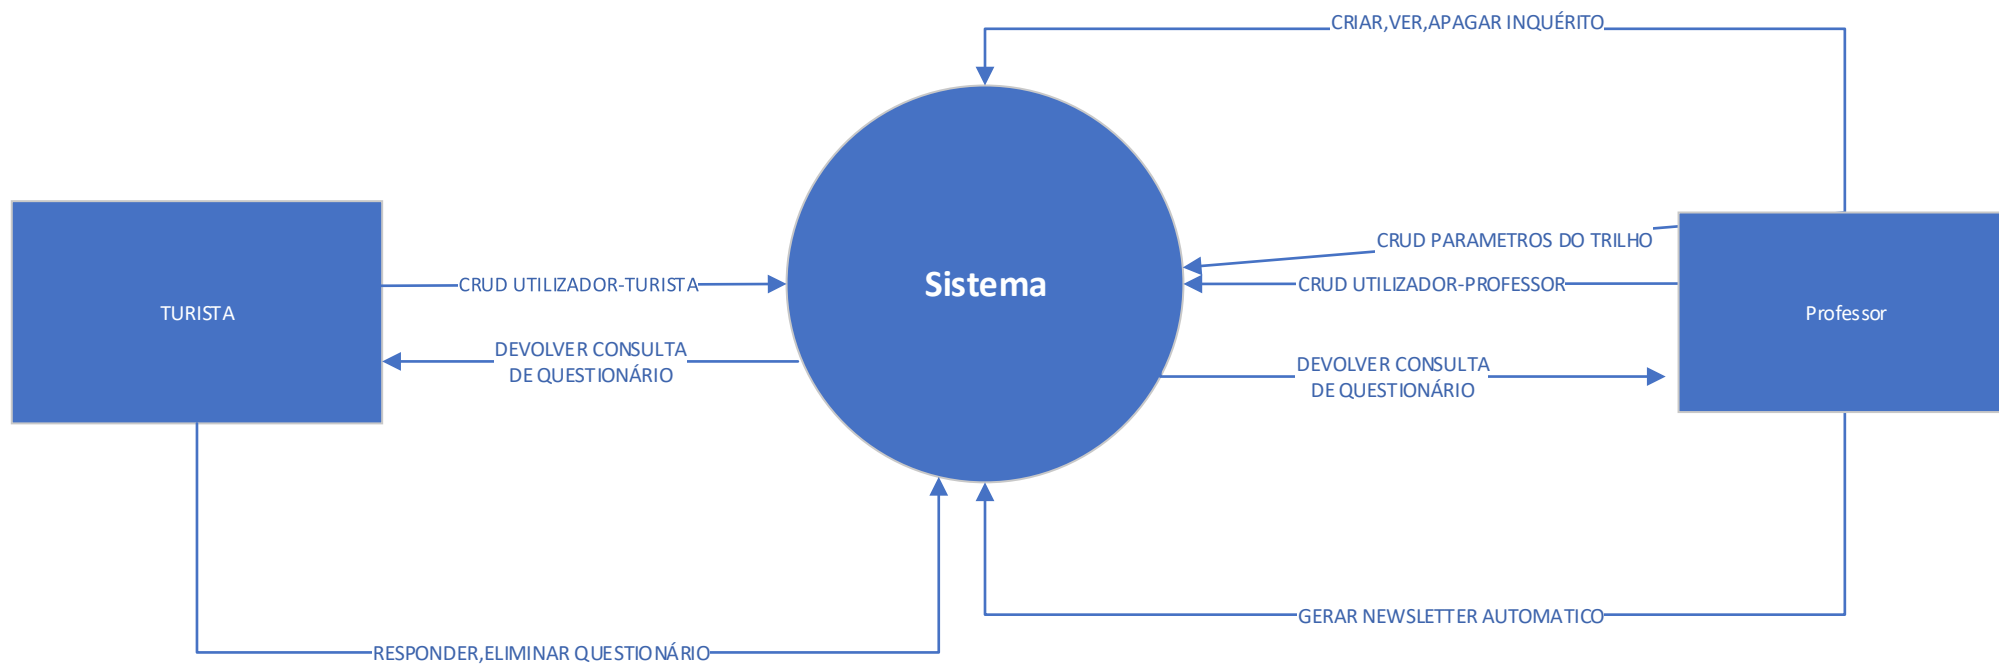 CRIAR,VER,APAGAR INQUÉRITO
CRUD PARAMETROS DO TRILHO
CRUD UTILIZADOR-TURISTA
Sistema
CRUD UTILIZADOR-PROFESSOR
TURISTA
Professor
DEVOLVER CONSULTA
DE QUESTIONÁRIO
DEVOLVER CONSULTA
DE QUESTIONÁRIO
GERAR NEWSLETTER AUTOMATICO
RESPONDER,ELIMINAR QUESTIONÁRIO